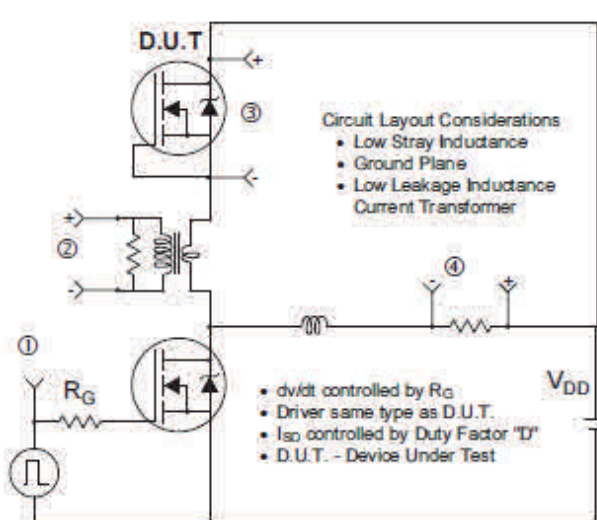 D.U.T
+
③
-
Circuit Layout Considerations
• Low Stray Inductance
• Ground Plane
• Low Leakage Inductance
Current Transformer
+
②
-
④
- +
①
RG
VDD
• dv/dt controlled by RG
• Driver same type as D.U.T.
• ISD controlled by Duty Factor "D"
• D.U.T. - Device Under Test